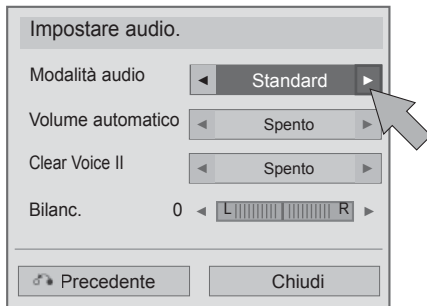 Impostare audio.
Modalità audio ◄ Standard ►
Volume automatico ◄ Spento ►
Clear Voice II ◄ Spento ►
Bilanc. 0 ◄ L R ►
Precedente Chiudi